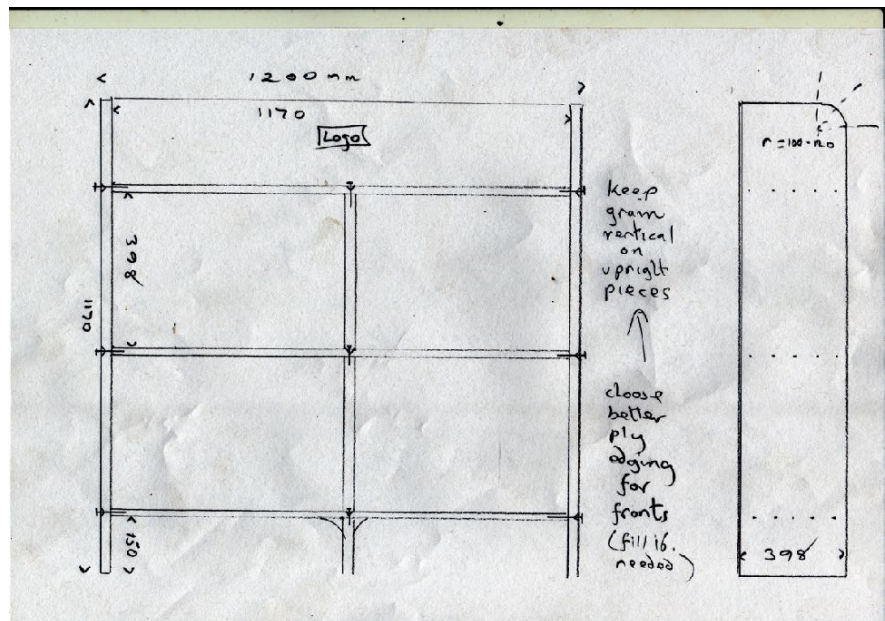 1200 mm
1170
Logo
398
1170
150
keep
grain
vertical
on
upright
pieces
choose
better
ply
edging
for
fronts
(fill if
needed)
r = 100-120
398